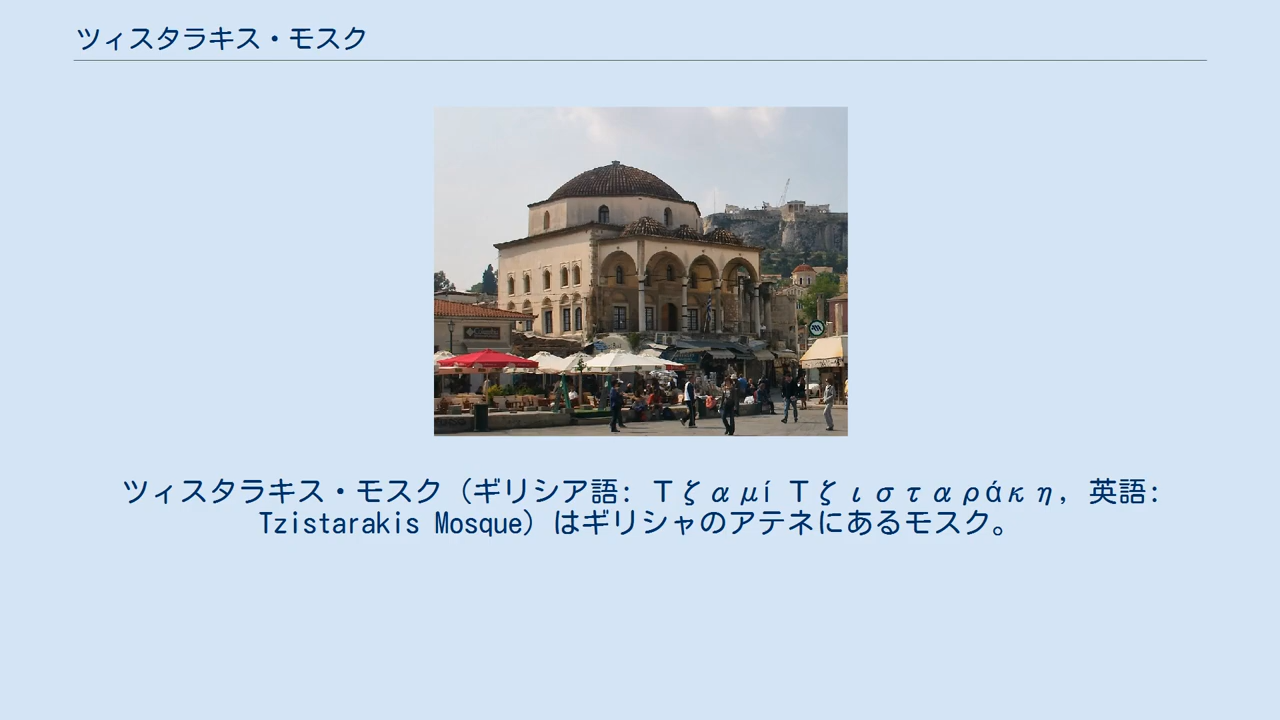 ツィスタラキス・モスク
ツィスタラキス・モスク（ギリシア語: Τζαμί Τζισταράκη, 英語:
Tzistarakis Mosque）はギリシャのアテネにあるモスク。